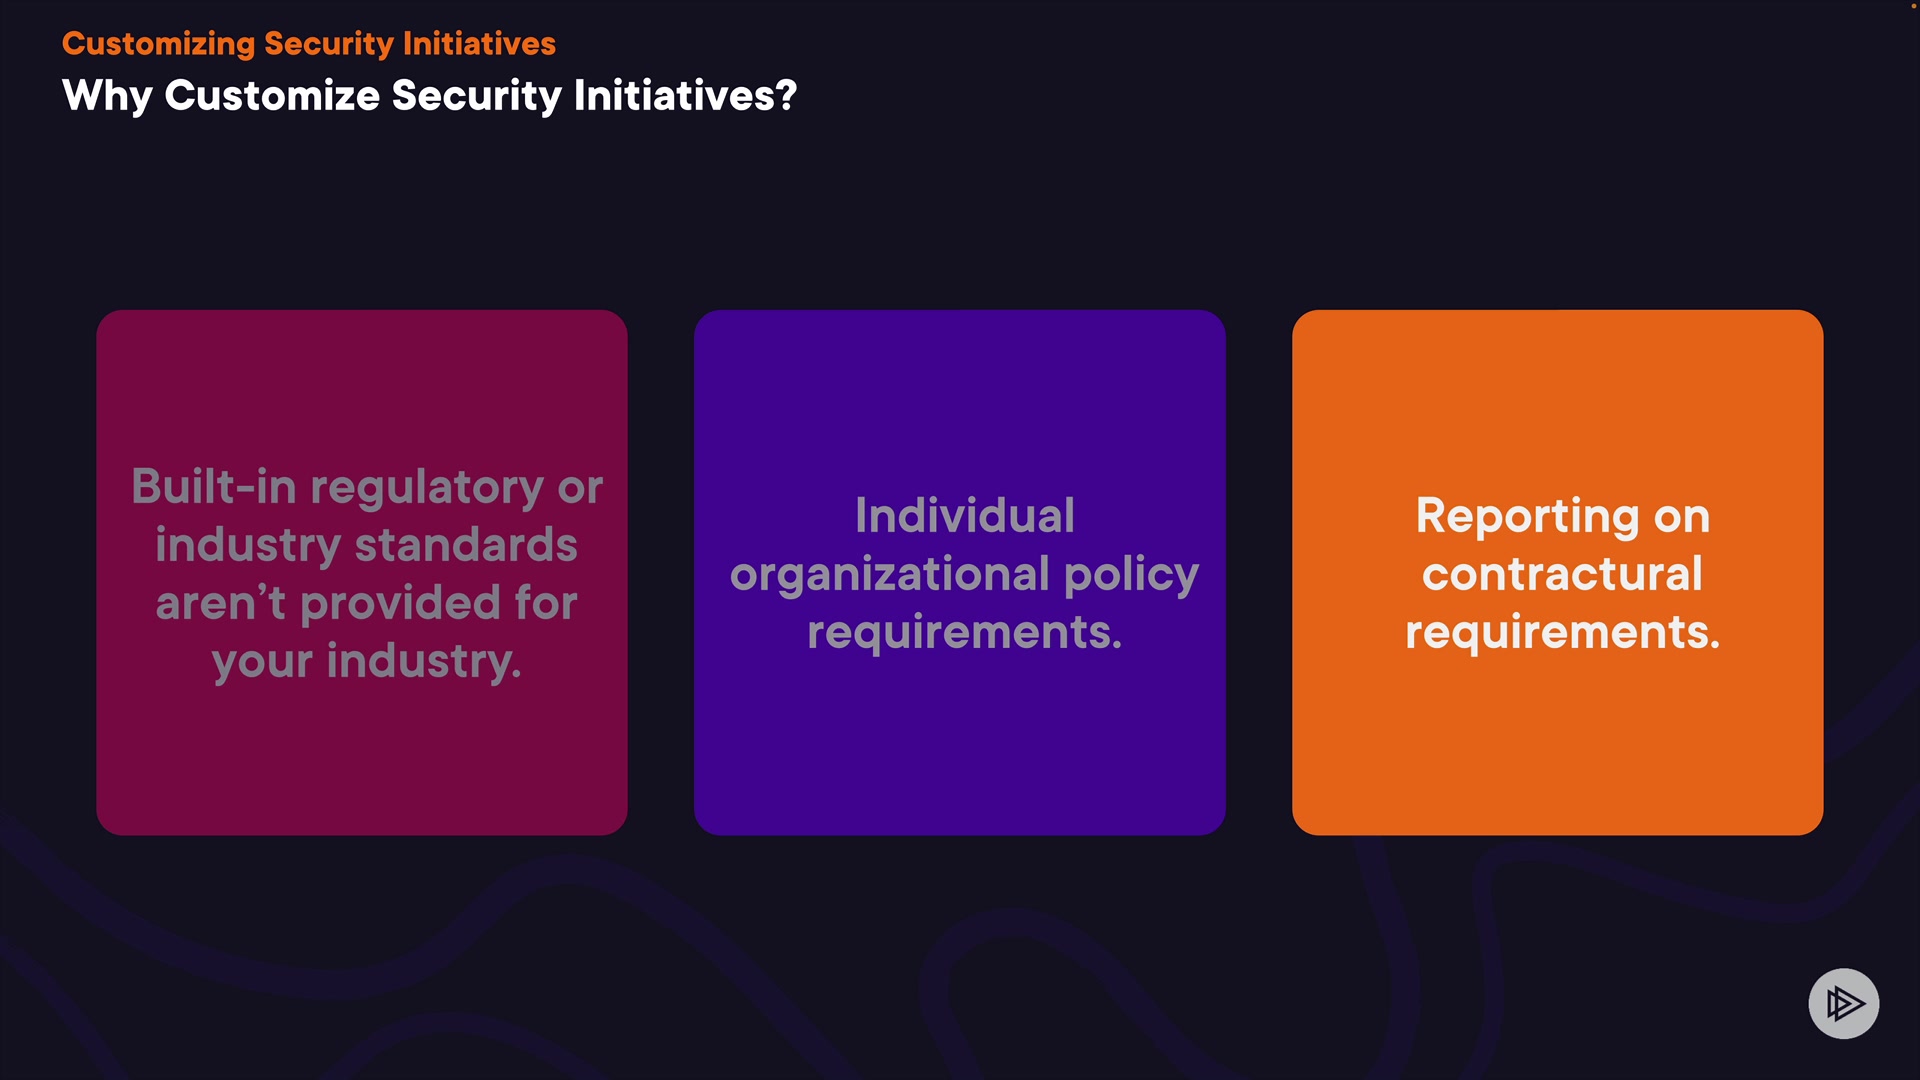 Customizing Security Initiatives
Why Customize Security Initiatives?
Built-in regulatory or
industry standards
aren’t provided for
your industry.
Individual
organizational policy
requirements.
Reporting on
contractural
requirements.